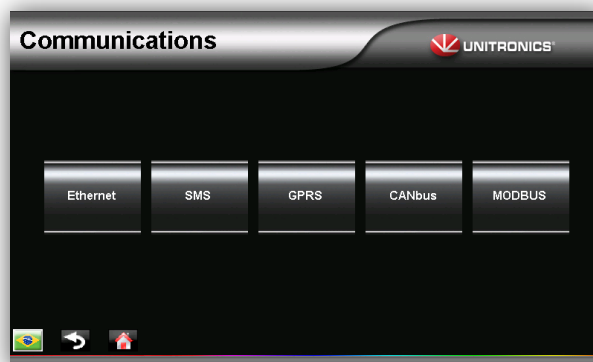 Communications
UNITRONICS®
Ethernet
SMS
GPRS
CANbus
MODBUS